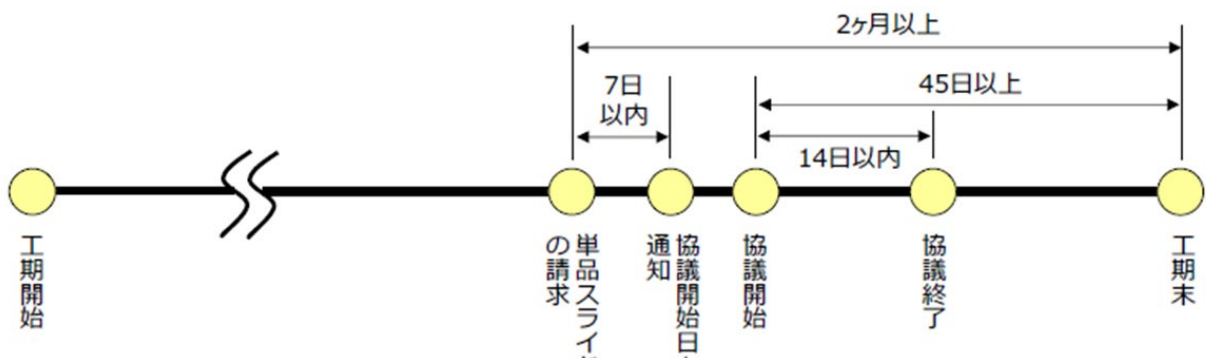 2ヶ月以上
7日
以内
45日以上
14日以内
工期開始
単品スライ
の請求
協議開始日
通知
協議開始
協議終了
工期末